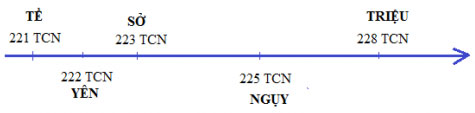 TỀ
221 TCN
SỞ
223 TCN
TRIỆU
228 TCN
222 TCN
YÊN
225 TCN
NGỤY